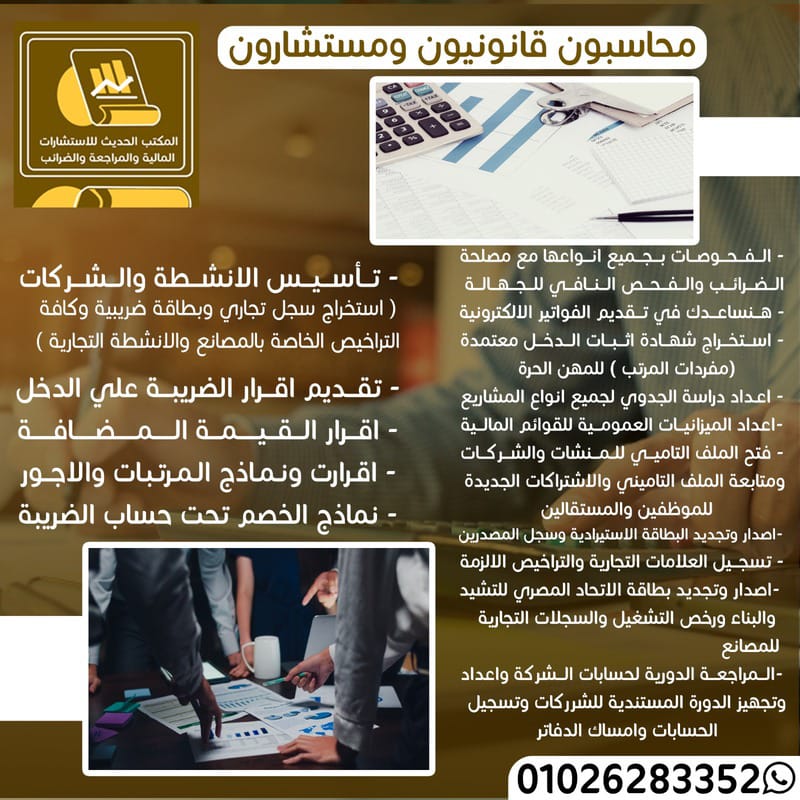 محاسبون قانونيون ومستشارون
المكتب الحديث للاستشارات
المالية والمراجعة والضرائب
- الفحوصات بجميع انواعها مع مصلحة
الضرائب والفحص النافي للجهالة
- هنساعدك في تقديم الفواتير الالكترونية
- استخراج شهادة اثبات الدخل معتمدة
(مفردات المرتب ) للمهن الحرة
- اعداد دراسة الجدوي لجميع انواع المشاريع
-اعداد الميزانيات العمومية للقوائم المالية
- فتح الملف التاميي للمنشات والشركات
ومتابعة الملف التاميني والاشتراكات الجديدة
للموظفين والمستقالين
-اصدار وتجديد البطاقة الاستيرادية وسجل المصدرين
- تسجيل العلامات التجارية والتراخيص الالزمة
-اصدار وتجديد بطاقة الاتحاد المصري للتشيد
والبناء ورخص التشغيل والسجلات التجارية
للمصانع
-المراجعة الدورية لحسابات الشركة واعداد
وتجهيز الدورة المستندية للشرركات وتسجيل
الحسابات وامساك الدفاتر
- تأسيس الانشطة والشركات
( استخراج سجل تجاري وبطاقة ضريبية وكافة
التراخيص الخاصة بالمصانع والانشطة التجارية )
- تقديم اقرار الضريبة علي الدخل
- اقرار القيمة المضافة
- اقرارت ونماذج المرتبات والاجور
- نماذج الخصم تحت حساب الضريبة
01026283352